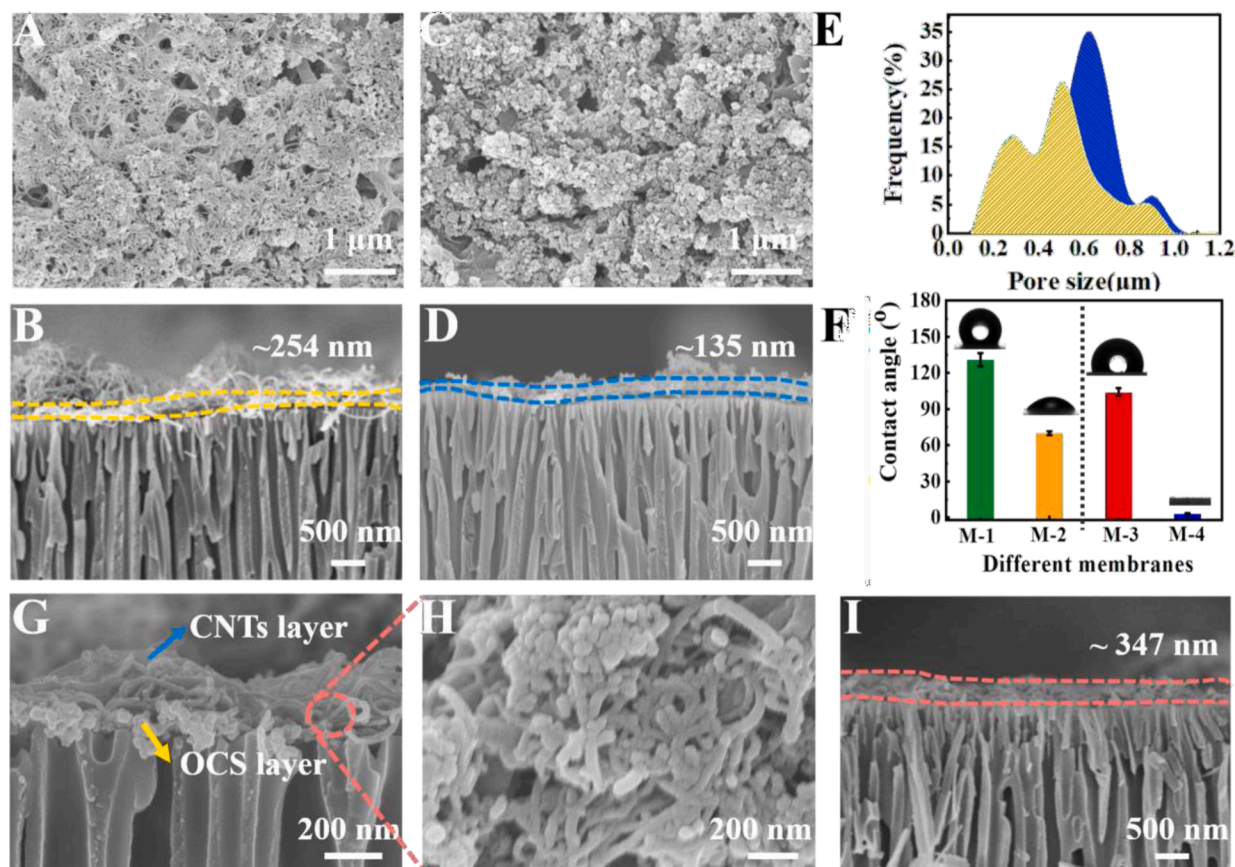 A
1 μm
C
1 μm
E
Frequency(%)
35
30
25
20
15
10
5
0
0.0 0.2 0.4 0.6 0.8 1.0 1.2
Pore size(μm)
B
~254 nm
500 nm
D
~135 nm
500 nm
F
Contact angle (°)
180
150
120
90
60
30
0
M-1 M-2 M-3 M-4
Different membranes
G
CNTs layer
OCS layer
200 nm
H
200 nm
I
~ 347 nm
500 nm